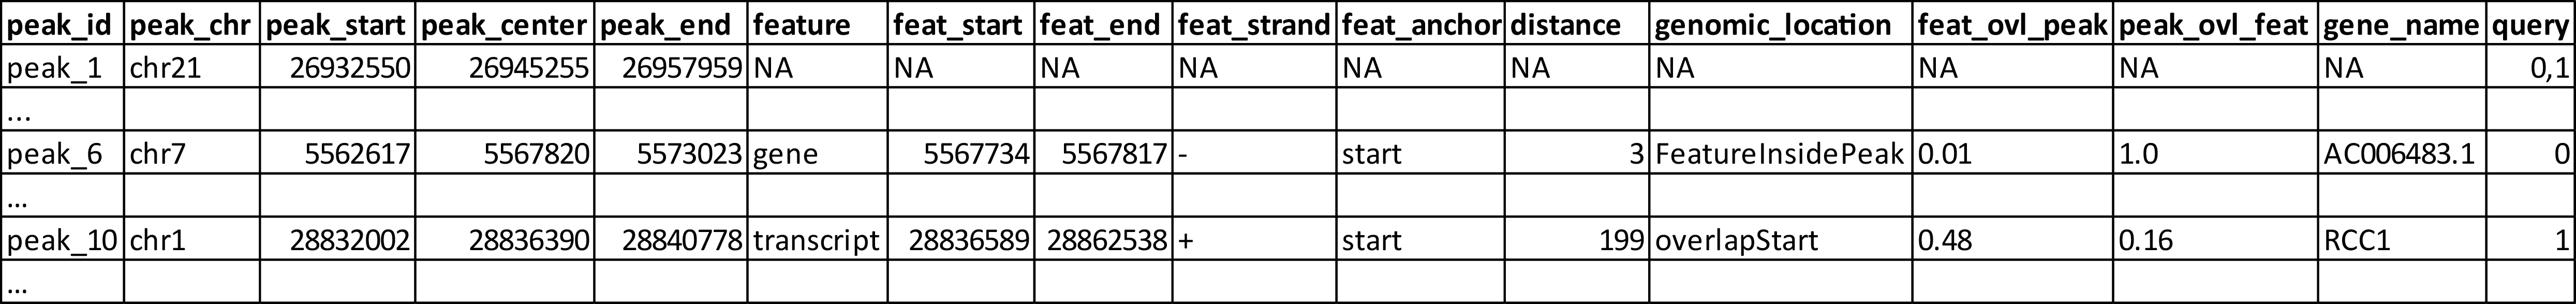 peak_id peak_chr peak_start peak_center peak_end feature feat_start feat_end feat_strand feat_anchor distance genomic_location feat_ovl_peak peak_ovl_feat gene_name query
peak_1 chr21 26932550 26945255 26957959 NA NA NA NA NA NA NA NA NA NA 0,1
...
peak_6 chr7 5562617 5567820 5573023 gene 5567734 5567817 - start 3 FeatureInsidePeak 0.01 1.0 AC006483.1 0
...
peak_10 chr1 28832002 28836390 28840778 transcript 28836589 28862538 + start 199 overlapStart 0.48 0.16 RCC1 1
...